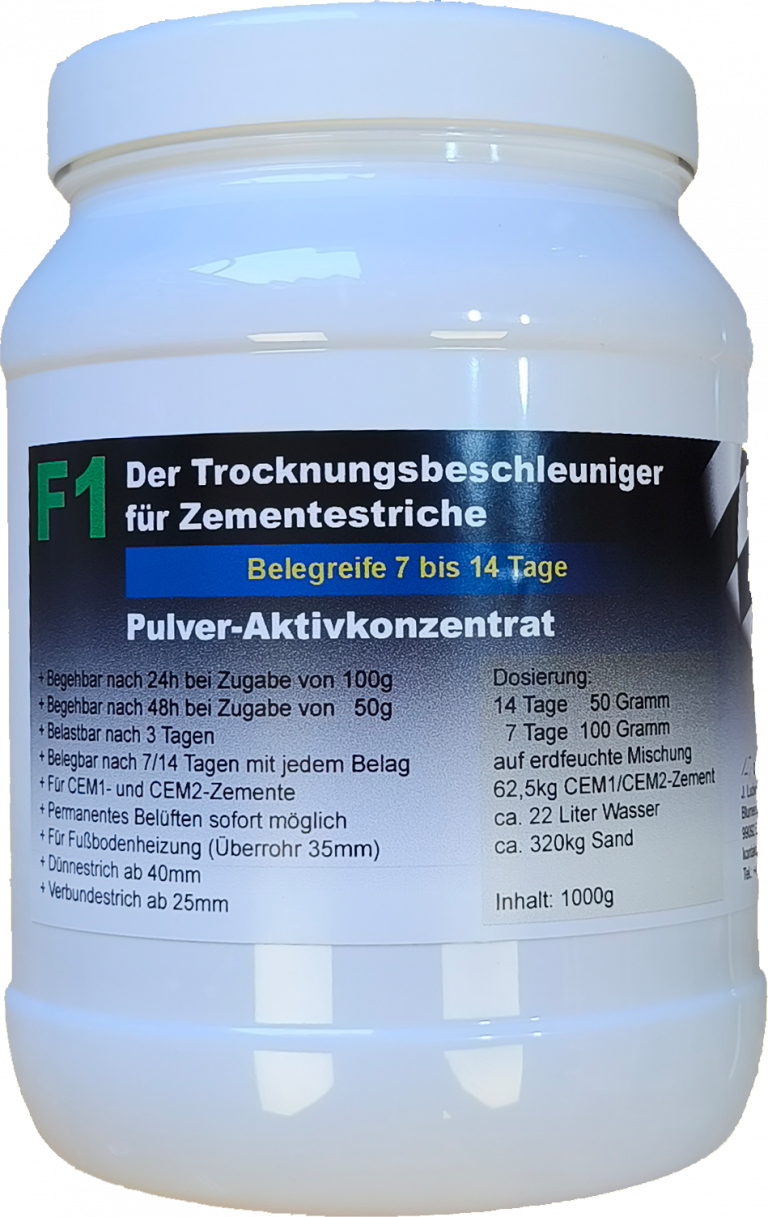 F1
Der Trocknungsbeschleuniger
für Zementestriche
Belegreife 7 bis 14 Tage
Pulver-Aktivkonzentrat
+ Begehbar nach 24h bei Zugabe von 100g
+ Begehbar nach 48h bei Zugabe von 50g
+ Belastbar nach 3 Tagen
+ Belegbar nach 7/14 Tagen mit jedem Belag
+ Für CEM1- und CEM2-Zemente
+ Permanentes Belüften sofort möglich
+ Für Fußbodenheizung (Überrohr 35mm)
+ Dünnestrich ab 40mm
+ Verbundestrich ab 25mm
Dosierung:
14 Tage 50 Gramm
7 Tage 100 Gramm
auf erdfeuchte Mischung
62,5kg CEM1/CEM2-Zement
ca. 22 Liter Wasser
ca. 320kg Sand
Inhalt: 1000g